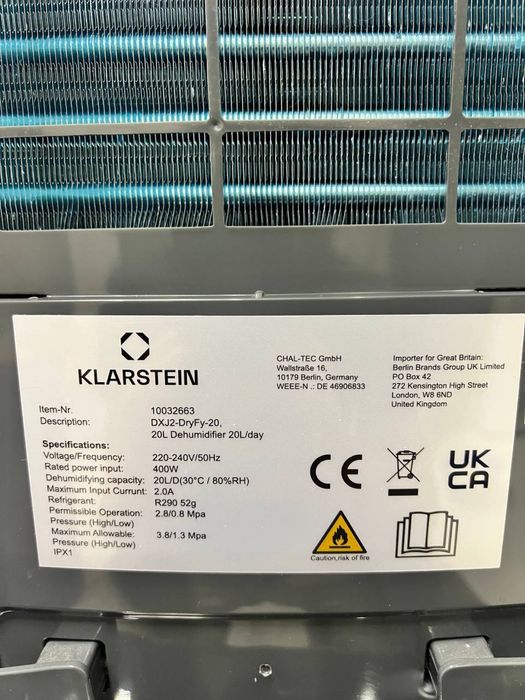 KLARSTEIN
CHAL-TEC GmbH
Wallstraße 16,
10179 Berlin, Germany
WEEE-N .: DE 46906833
Importer for Great Britain:
Berlin Brands Group UK Limited
PO Box 42
272 Kensington High Street
London, W8 6ND
United Kingdom
Item-Nr. 10032663
Description: DXJ2-DryFy-20,
20L Dehumidifier 20L/day
Specifications:
Voltage/Frequency: 220-240V/50Hz
Rated power input: 400W
Dehumidifying capacity: 20L/D(30°C / 80%RH)
Maximum Input Currunt: 2.0A
Refrigerant: R290 52g
Permissible Operation: 2.8/0.8 Mpa
Pressure (High/Low)
Maximum Allowable: 3.8/1.3 Mpa
Pressure (High/Low)
IPX1
CE
UK
CA
Caution,risk of fire